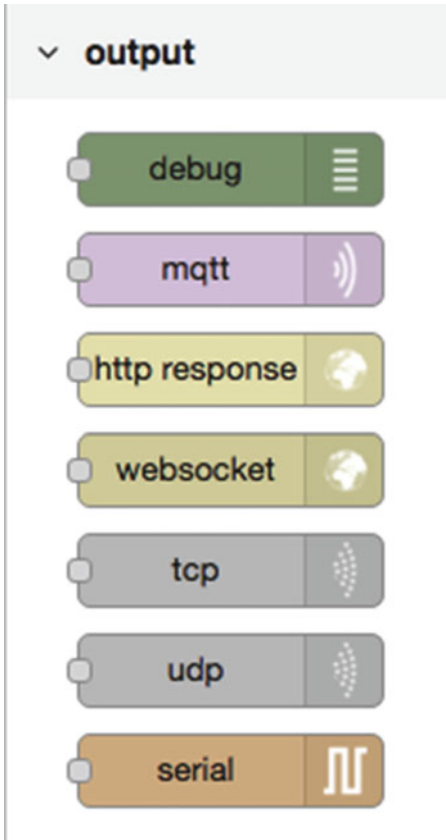 output
debug
mqtt
http response
websocket
tcp
udp
serial